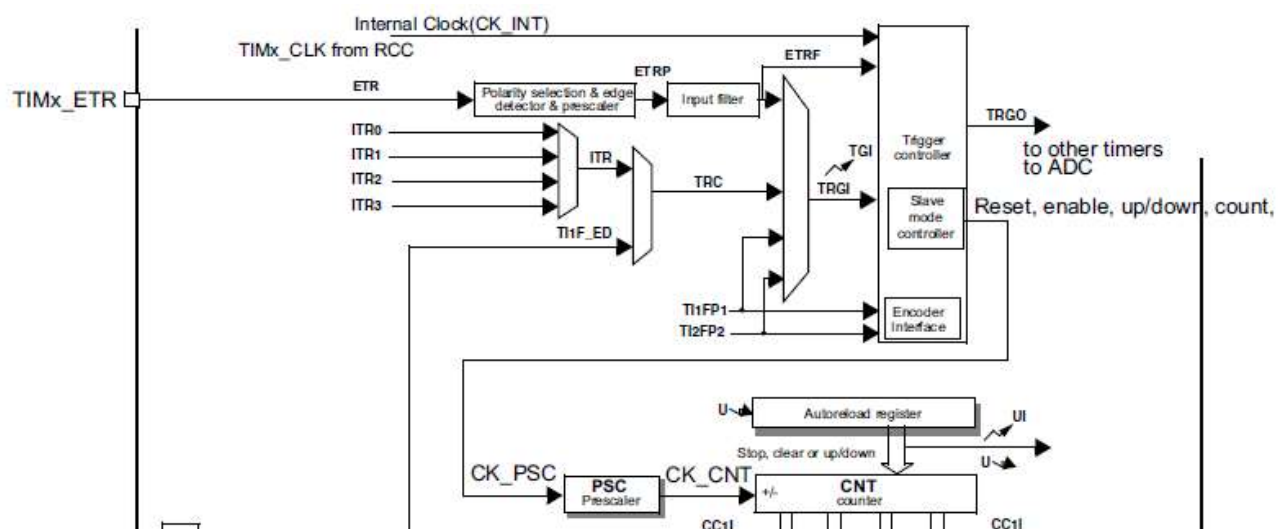 Internal Clock(CK_INT)
TIMx_CLK from RCC
ETRF
ETRP
ETR
TIMx_ETR
Polarity selection & edge
detector & prescaler
Input filter
TRGO
to other timers
to ADC
ITR0
ITR1
ITR2
ITR3
ITR
TRC
TI1F_ED
TGI
TRGI
Trigger
controller
Slave
mode
controller
Reset, enable, up/down, count,
TI1FP1
TI2FP2
Encoder
Interface
U
Autoreload register
UI
Stop, clear or up/down
U
CK_PSC
PSC
Prescaler
CK_CNT
+/-
CNT
counter
CC1I
CC1I